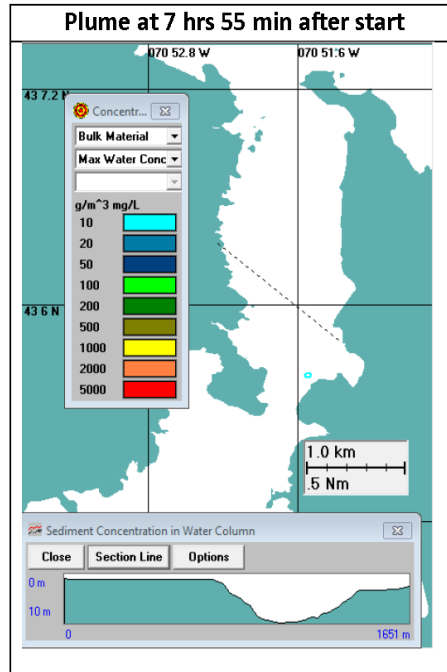 Plume at 7 hrs 55 min after start
070 52.8 W
070 51.6 W
43 7.2 N
Concentr...
Bulk Material
Max Water Conc
g/m^3 mg/L
10
20
50
100
200
500
1000
2000
5000
43 6 N
1.0 km
.5 Nm
Sediment Concentration in Water Column
Close Section Line Options
0 m
10 m
0 1651 m